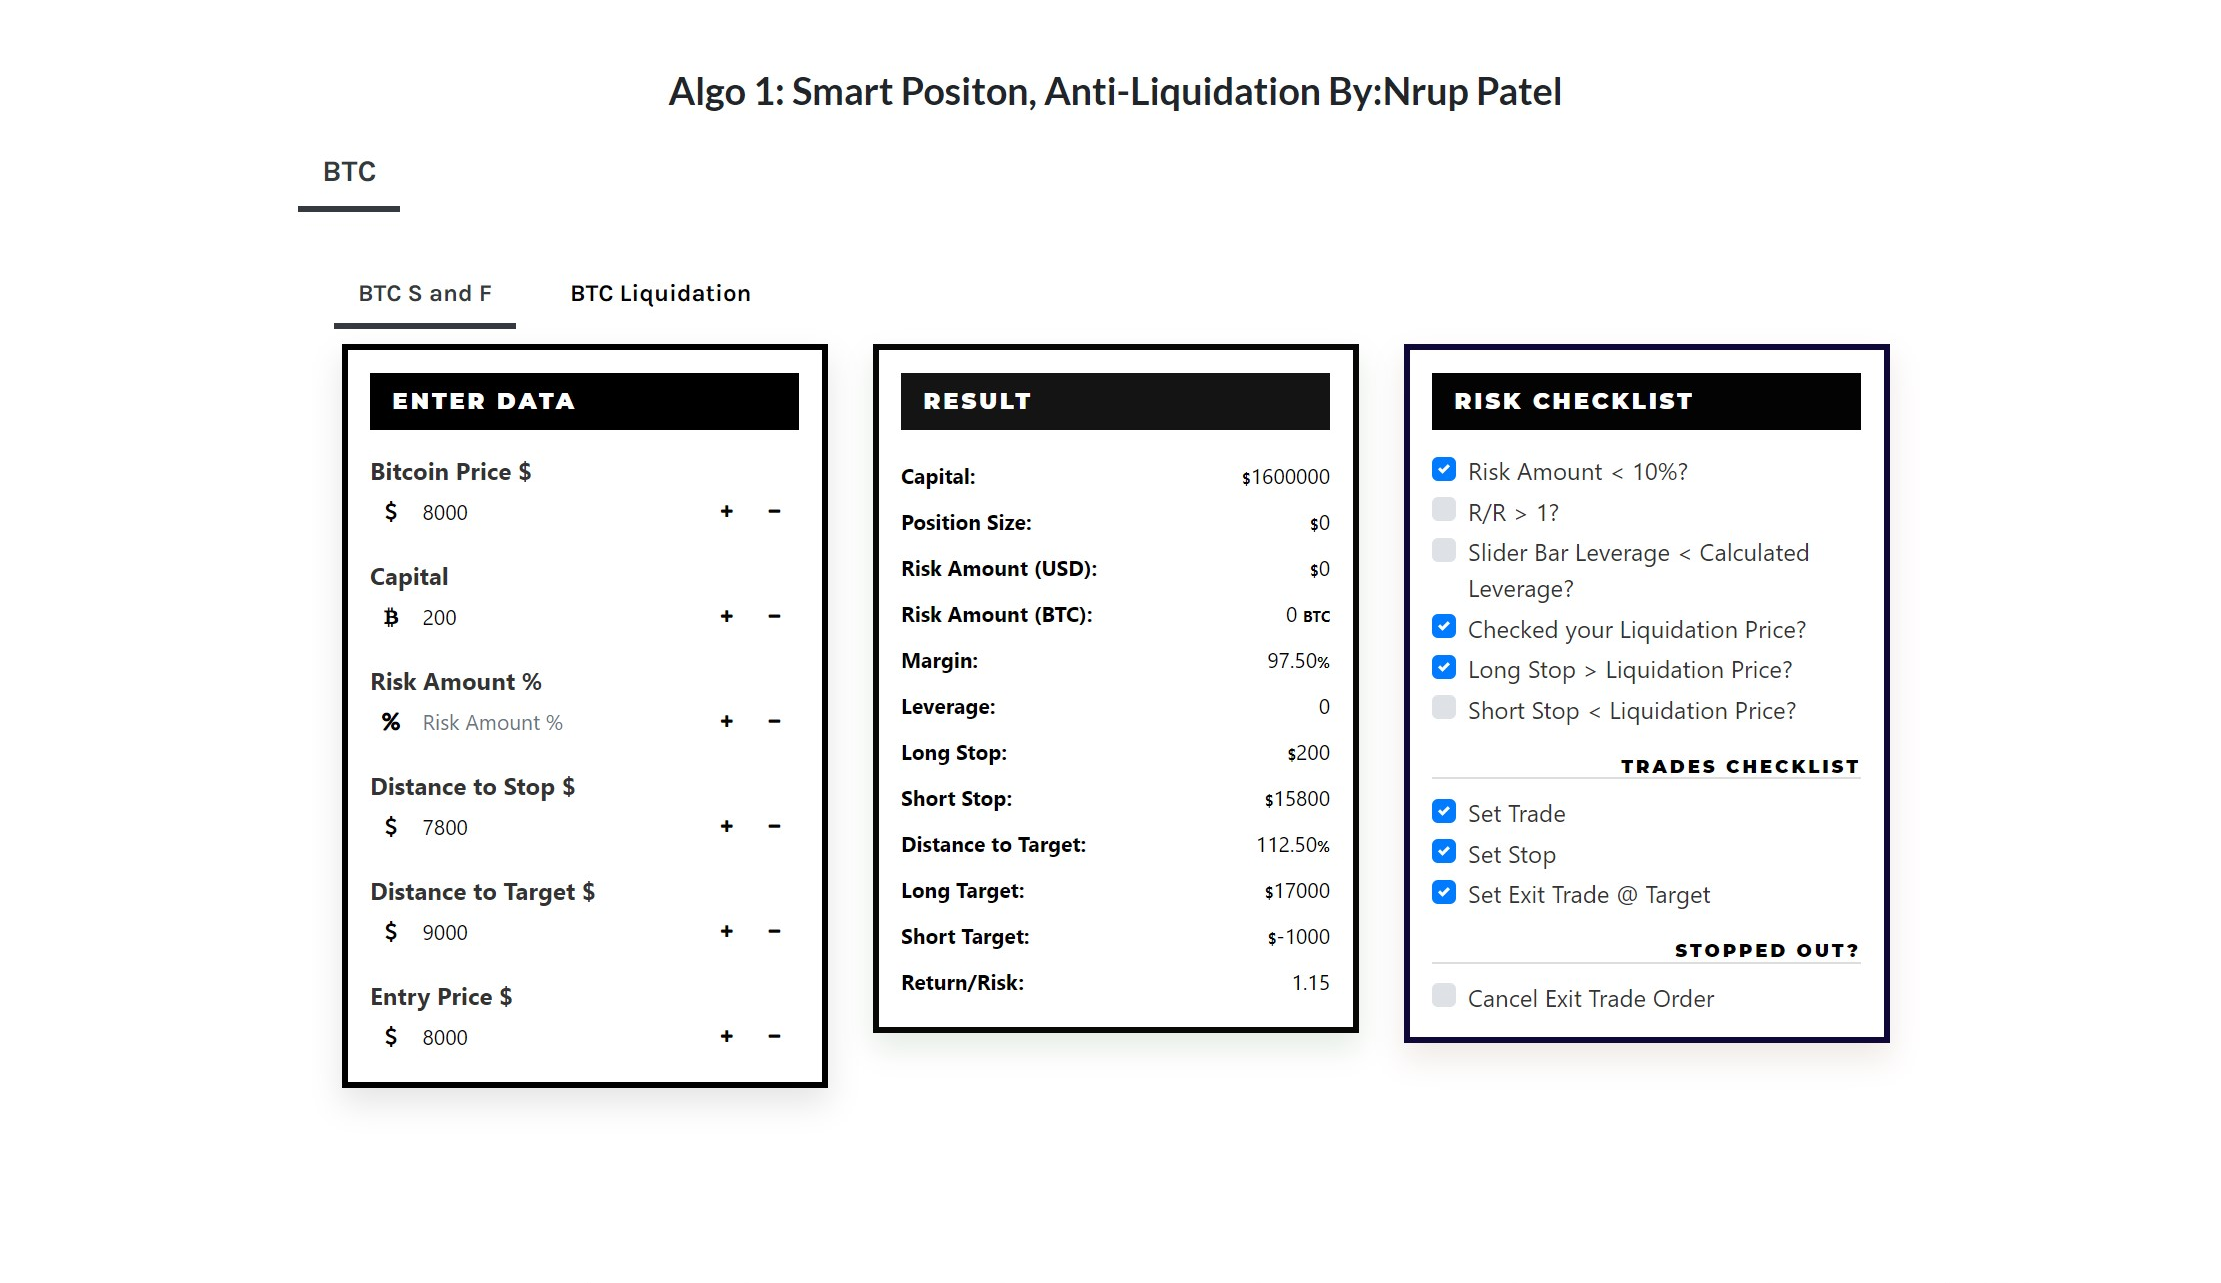 Algo 1: Smart Positon, Anti-Liquidation By:Nrup Patel
BTC
BTC S and F
BTC Liquidation
ENTER DATA
Bitcoin Price $
$ 8000 + −
Capital
₿ 200 + −
Risk Amount %
% Risk Amount % + −
Distance to Stop $
$ 7800 + −
Distance to Target $
$ 9000 + −
Entry Price $
$ 8000 + −
RESULT
Capital: $1600000
Position Size: $0
Risk Amount (USD): $0
Risk Amount (BTC): 0 BTC
Margin: 97.50%
Leverage: 0
Long Stop: $200
Short Stop: $15800
Distance to Target: 112.50%
Long Target: $17000
Short Target: $-1000
Return/Risk: 1.15
RISK CHECKLIST
Risk Amount < 10%?
R/R > 1?
Slider Bar Leverage < Calculated
Leverage?
Checked your Liquidation Price?
Long Stop > Liquidation Price?
Short Stop < Liquidation Price?
TRADES CHECKLIST
Set Trade
Set Stop
Set Exit Trade @ Target
STOPPED OUT?
Cancel Exit Trade Order